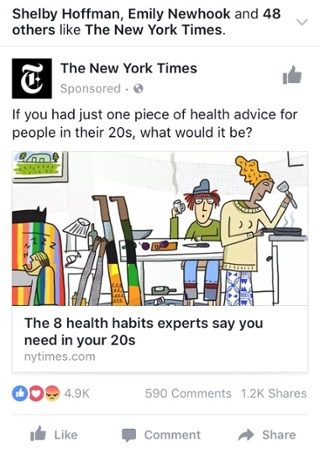 Shelby Hoffman, Emily Newhook and 48
others like The New York Times.
The New York Times
Sponsored ·
If you had just one piece of health advice for
people in their 20s, what would it be?
z z z
The 8 health habits experts say you
need in your 20s
nytimes.com
4.9K 590 Comments 1.2K Shares
Like Comment Share